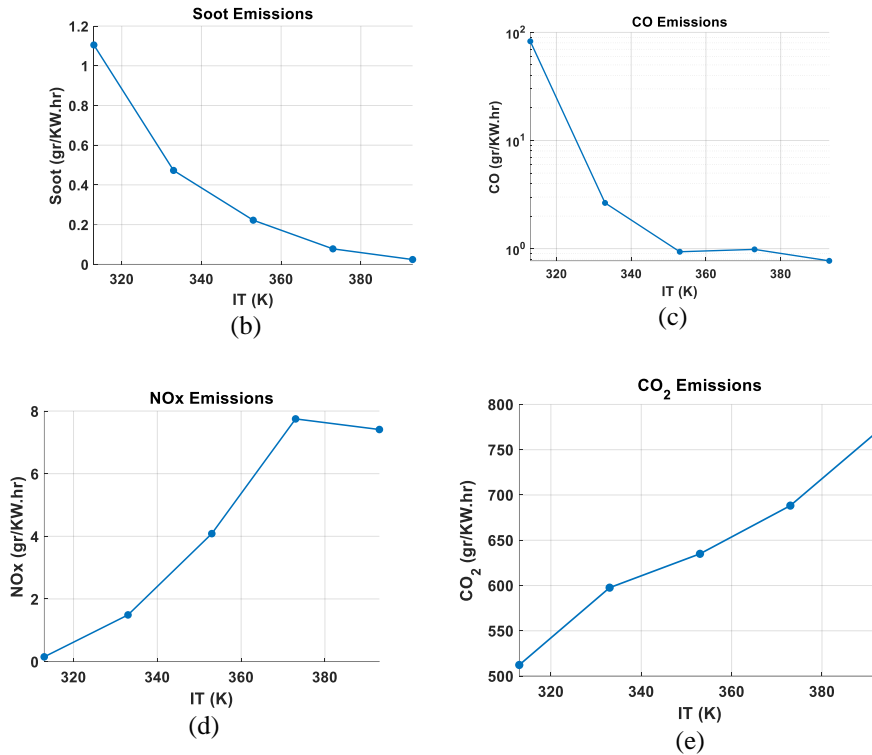 Soot Emissions
1.2
1
0.8
0.6
0.4
0.2
0
Soot (gr/KW.hr)
320 340 360 380
IT (K)
(b)
CO Emissions
10^2
10^1
10^0
CO (gr/KW.hr)
320 340 360 380
IT (K)
(c)
NOx Emissions
8
6
4
2
0
NOx (gr/KW.hr)
320 340 360 380
IT (K)
(d)
CO2 Emissions
800
750
700
650
600
550
500
CO2 (gr/KW.hr)
320 340 360 380
IT (K)
(e)